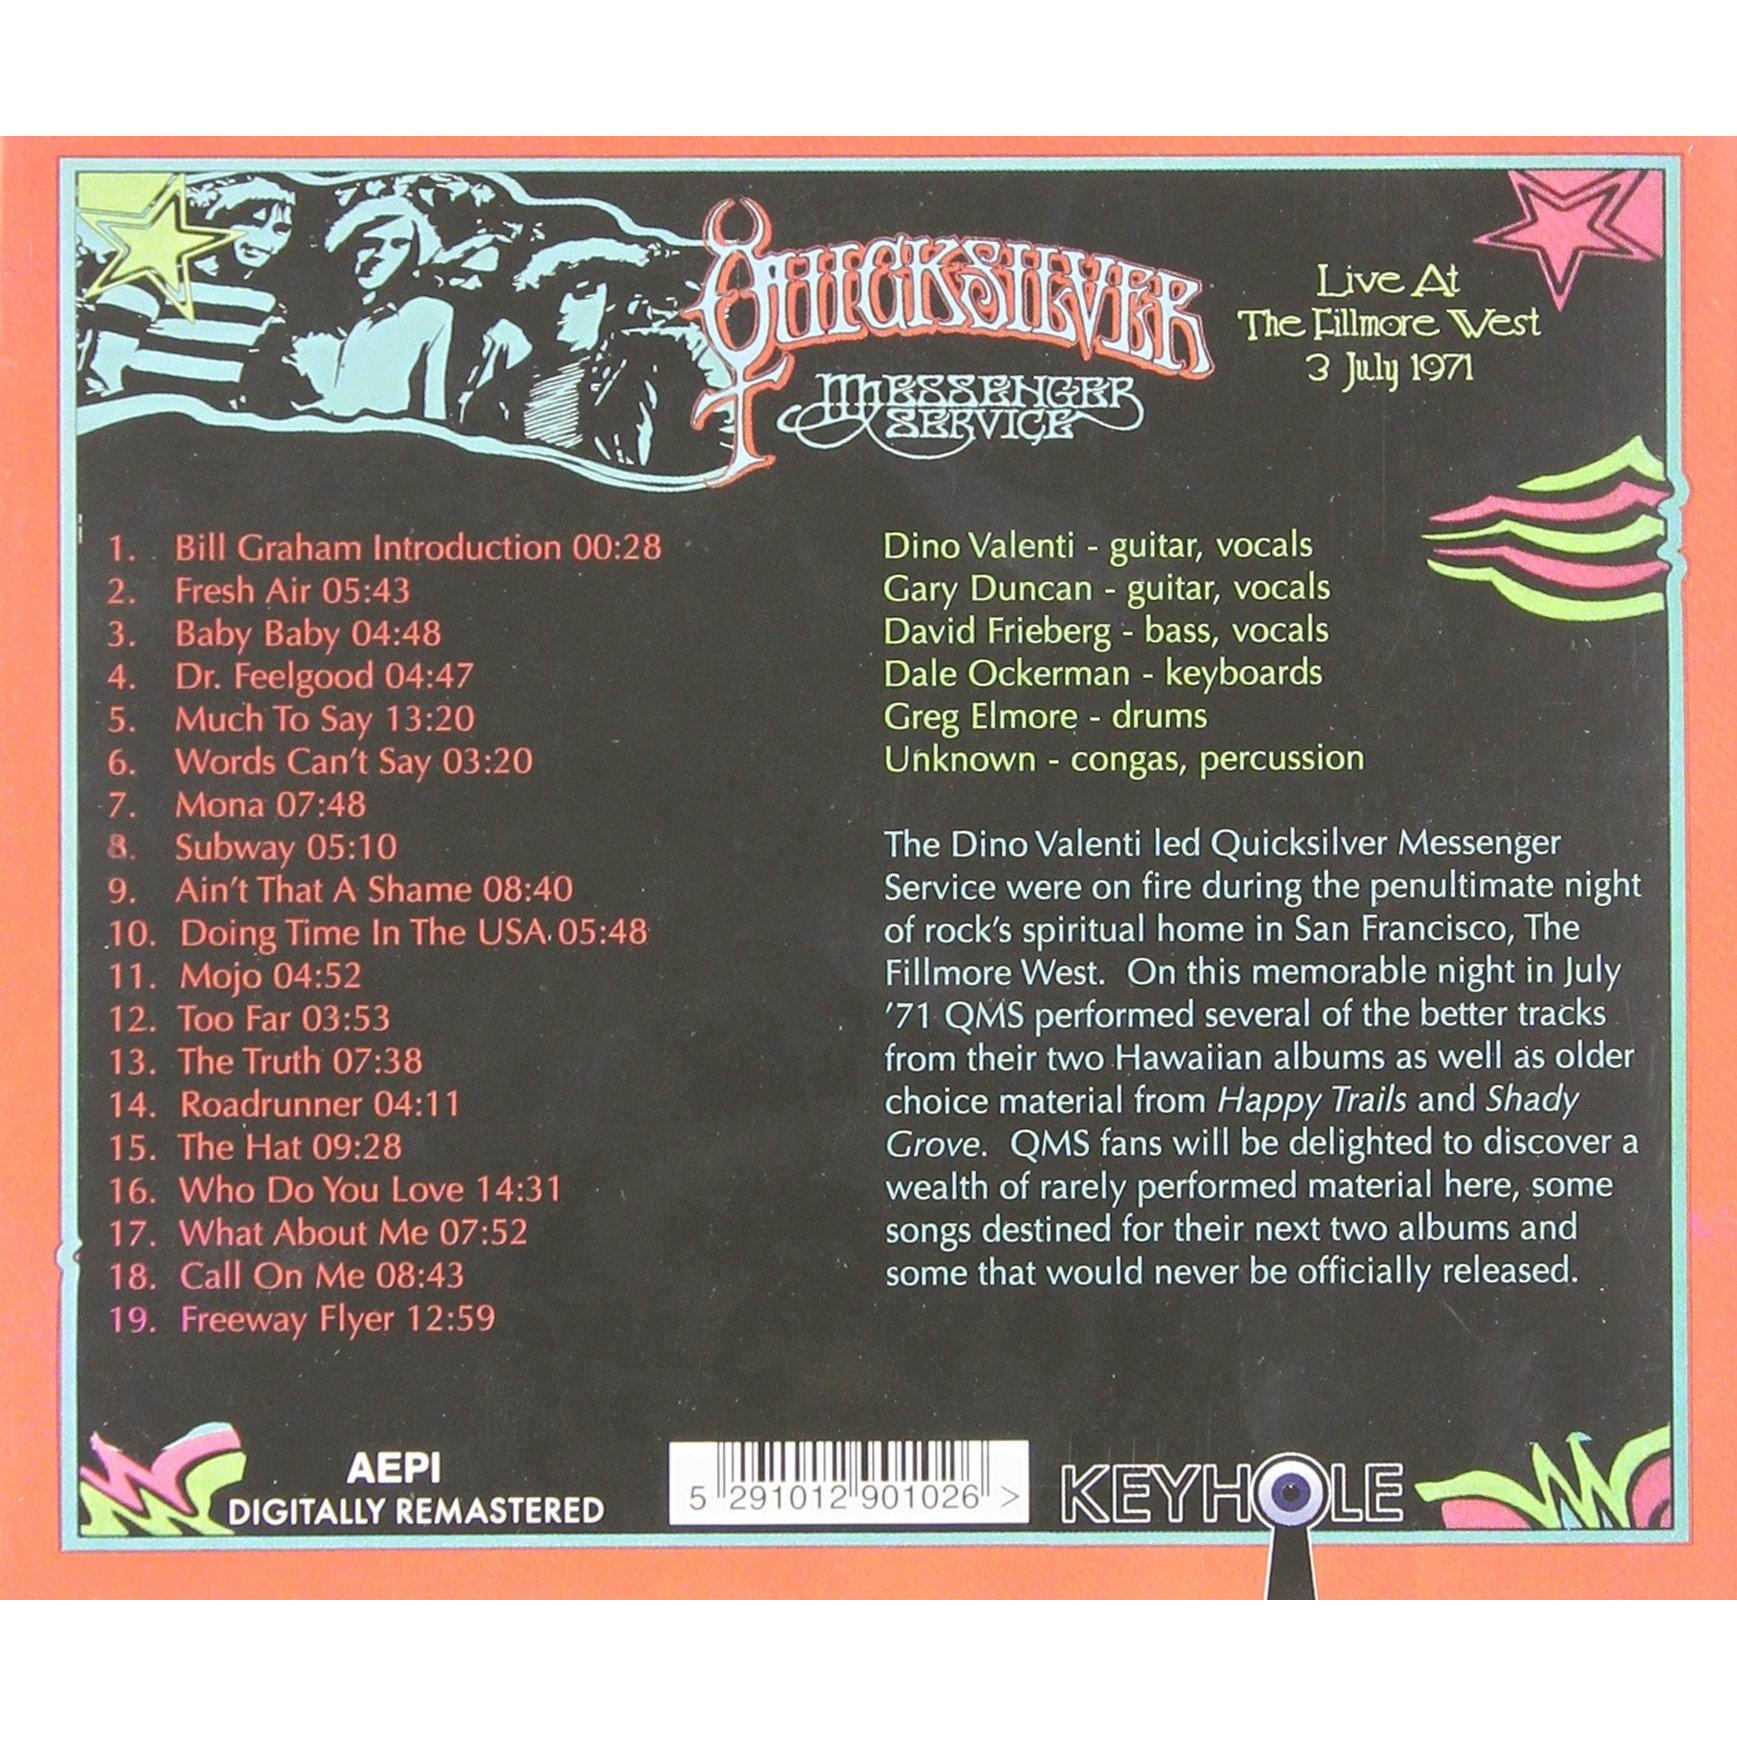 QUICKSILVER
MESSENGER
SERVICE
Live At
The Fillmore West
3 July 1971
1. Bill Graham Introduction 00:28
2. Fresh Air 05:43
3. Baby Baby 04:48
4. Dr. Feelgood 04:47
5. Much To Say 13:20
6. Words Can't Say 03:20
7. Mona 07:48
8. Subway 05:10
9. Ain't That A Shame 08:40
10. Doing Time In The USA 05:48
11. Mojo 04:52
12. Too Far 03:53
13. The Truth 07:38
14. Roadrunner 04:11
15. The Hat 09:28
16. Who Do You Love 14:31
17. What About Me 07:52
18. Call On Me 08:43
19. Freeway Flyer 12:59
Dino Valenti - guitar, vocals
Gary Duncan - guitar, vocals
David Frieberg - bass, vocals
Dale Ockerman - keyboards
Greg Elmore - drums
Unknown - congas, percussion
The Dino Valenti led Quicksilver Messenger
Service were on fire during the penultimate night
of rock's spiritual home in San Francisco, The
Fillmore West. On this memorable night in July
'71 QMS performed several of the better tracks
from their two Hawaiian albums as well as older
choice material from Happy Trails and Shady
Grove. QMS fans will be delighted to discover a
wealth of rarely performed material here, some
songs destined for their next two albums and
some that would never be officially released.
AEPI
DIGITALLY REMASTERED
5 291012 901026 >
KEYHOLE